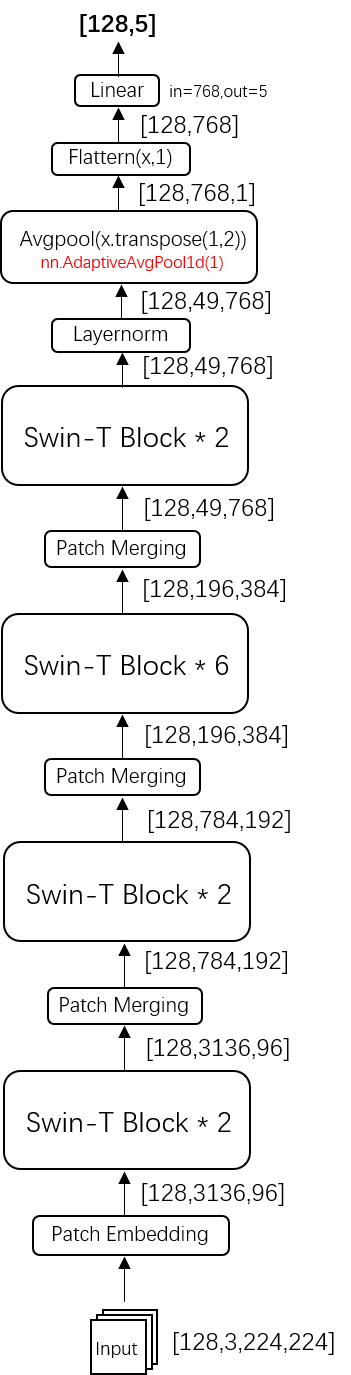 [128,5]
Linear in=768,out=5
[128,768]
Flattern(x,1)
[128,768,1]
Avgpool(x.transpose(1,2))
nn.AdaptiveAvgPool1d(1)
[128,49,768]
Layernorm
[128,49,768]
Swin-T Block * 2
[128,49,768]
Patch Merging
[128,196,384]
Swin-T Block * 6
[128,196,384]
Patch Merging
[128,784,192]
Swin-T Block * 2
[128,784,192]
Patch Merging
[128,3136,96]
Swin-T Block * 2
[128,3136,96]
Patch Embedding
Input [128,3,224,224]